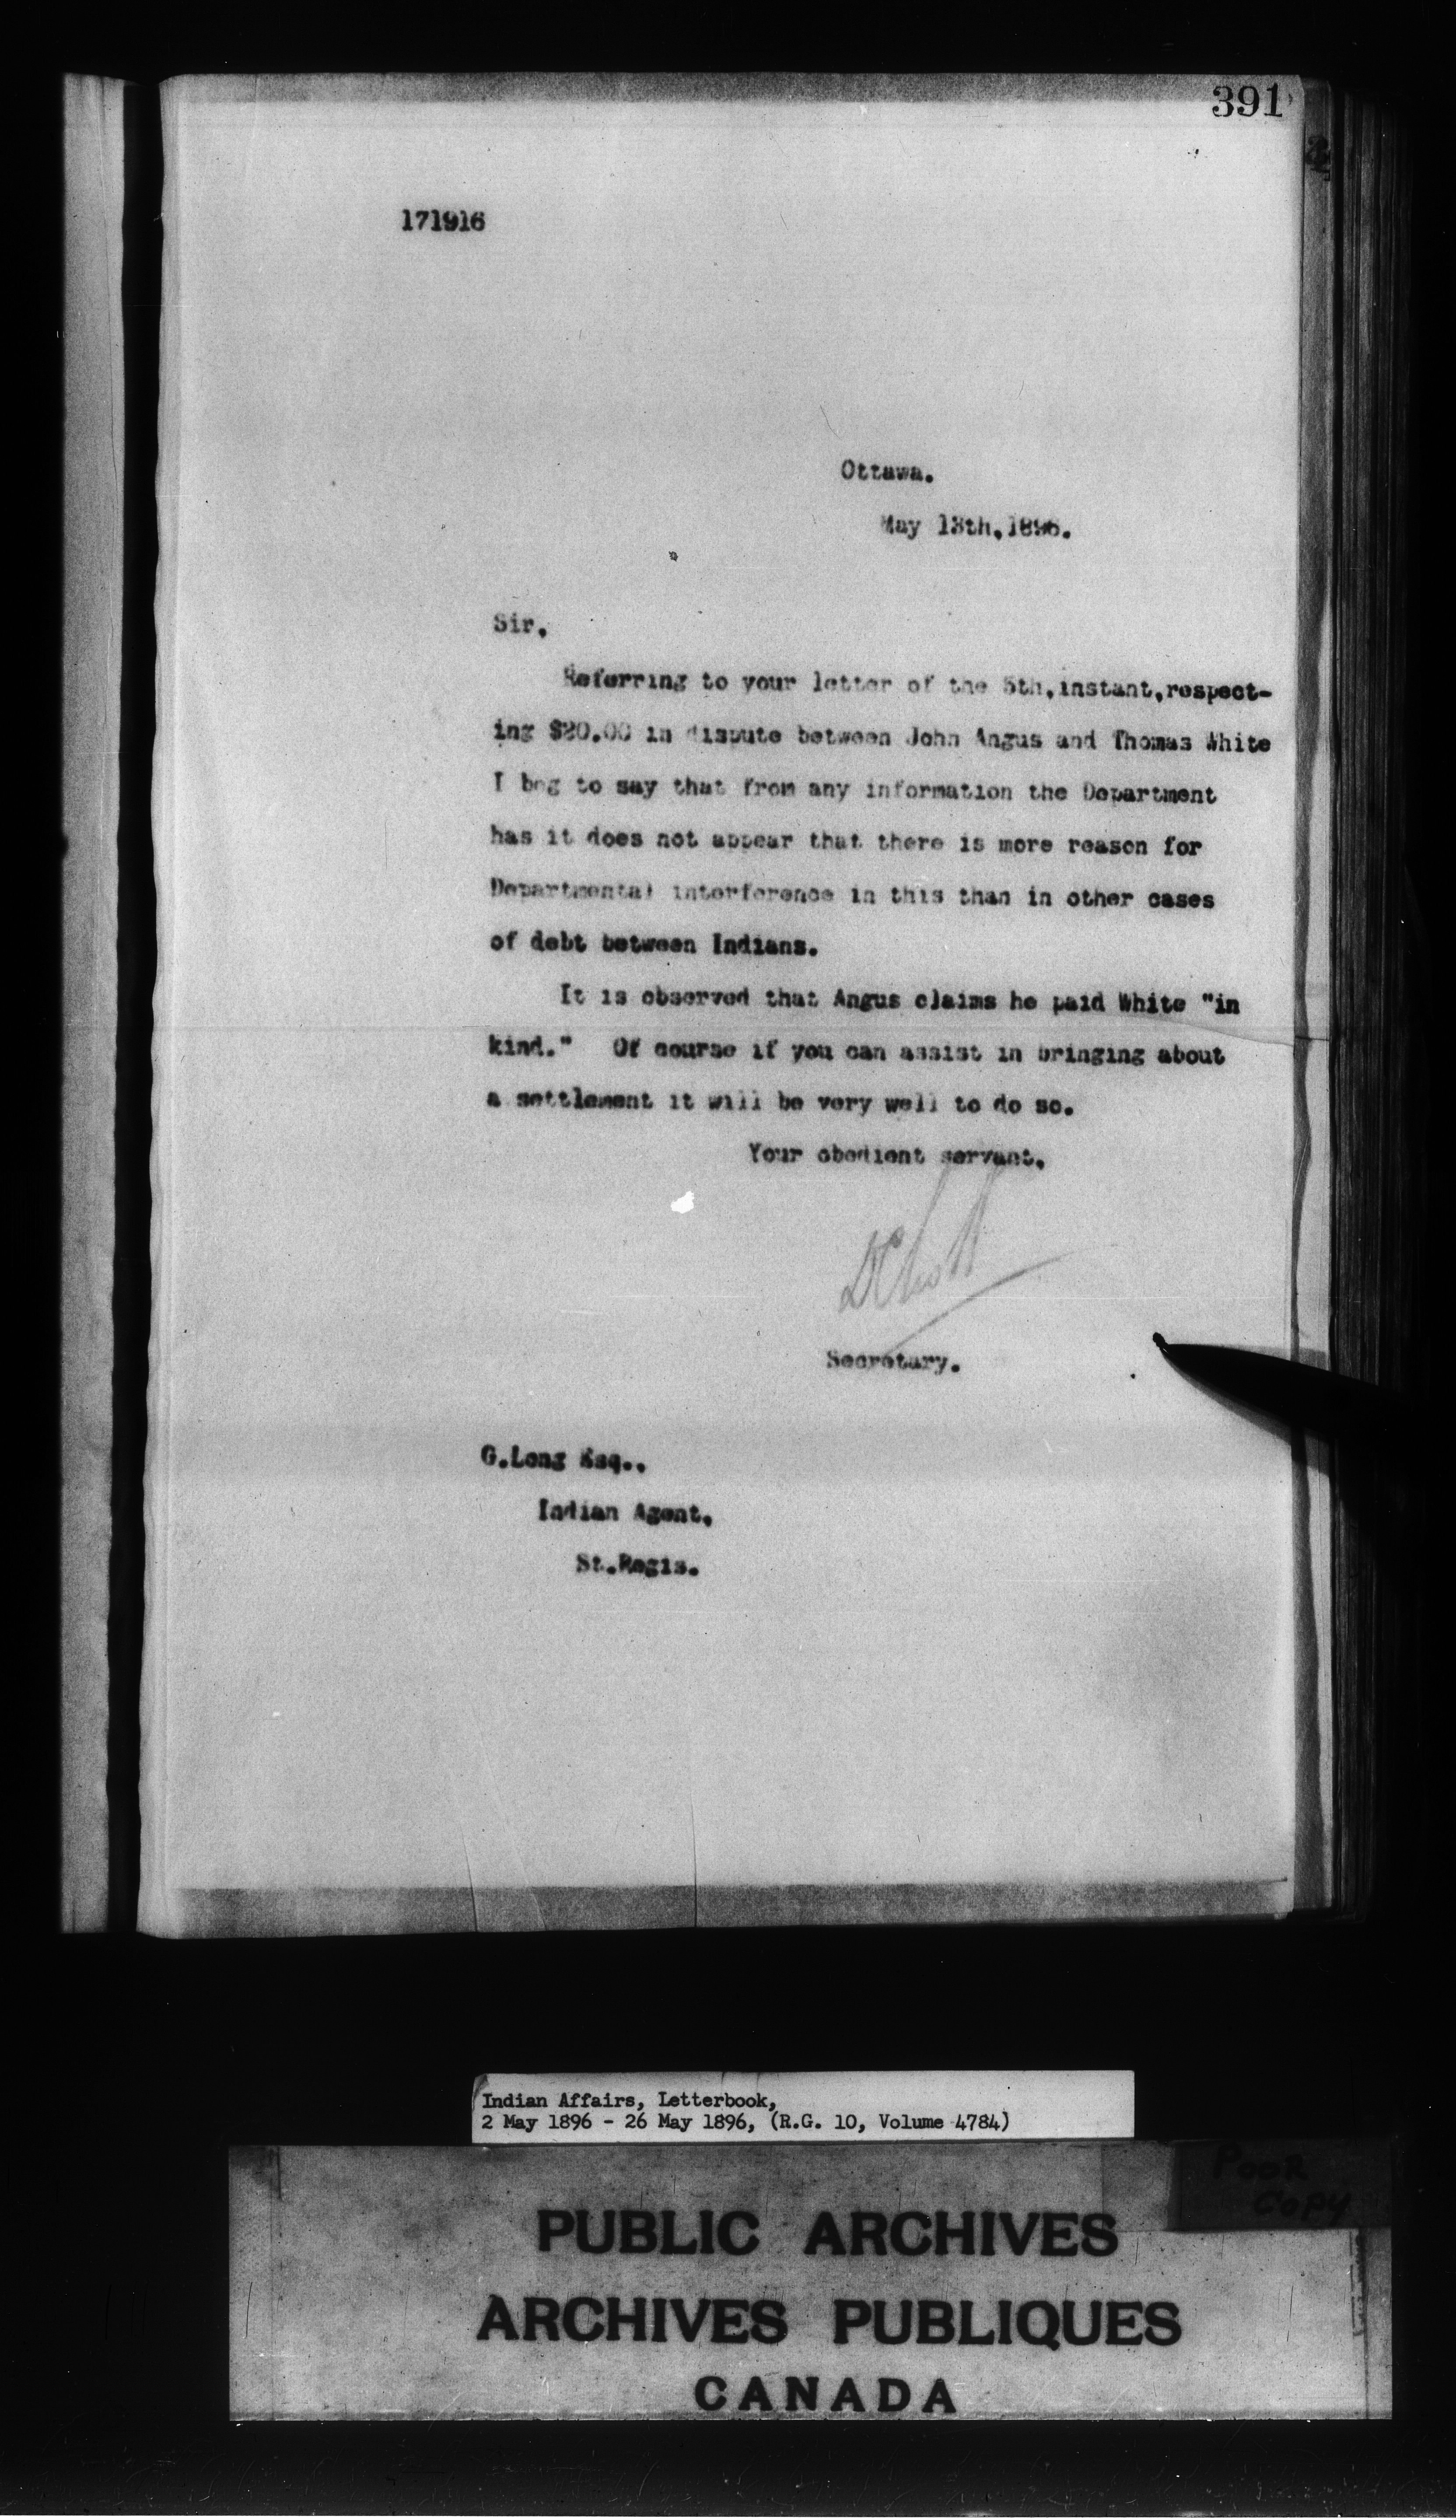 391
171916
Ottawa.
May 13th, 1896.
Sir,
Referring to your letter of the 5th, instant, respect-
ing $20.00 in dispute between John Angus and Thomas White
I beg to say that from any information the Department
has it does not appear that there is more reason for
Departmental interference in this than in other cases
of debt between Indians.
It is observed that Angus claims he paid White "in
kind." Of course if you can assist in bringing about
a settlement it will be very well to do so.
Your obedient servant,
Secretary.
G.Long Esq..
Indian Agent,
St.Regis.
Indian Affairs, Letterbook,
2 May 1896 - 26 May 1896, (R.G. 10, Volume 4784)
POOR
COPY
PUBLIC ARCHIVES
ARCHIVES PUBLIQUES
CANADA